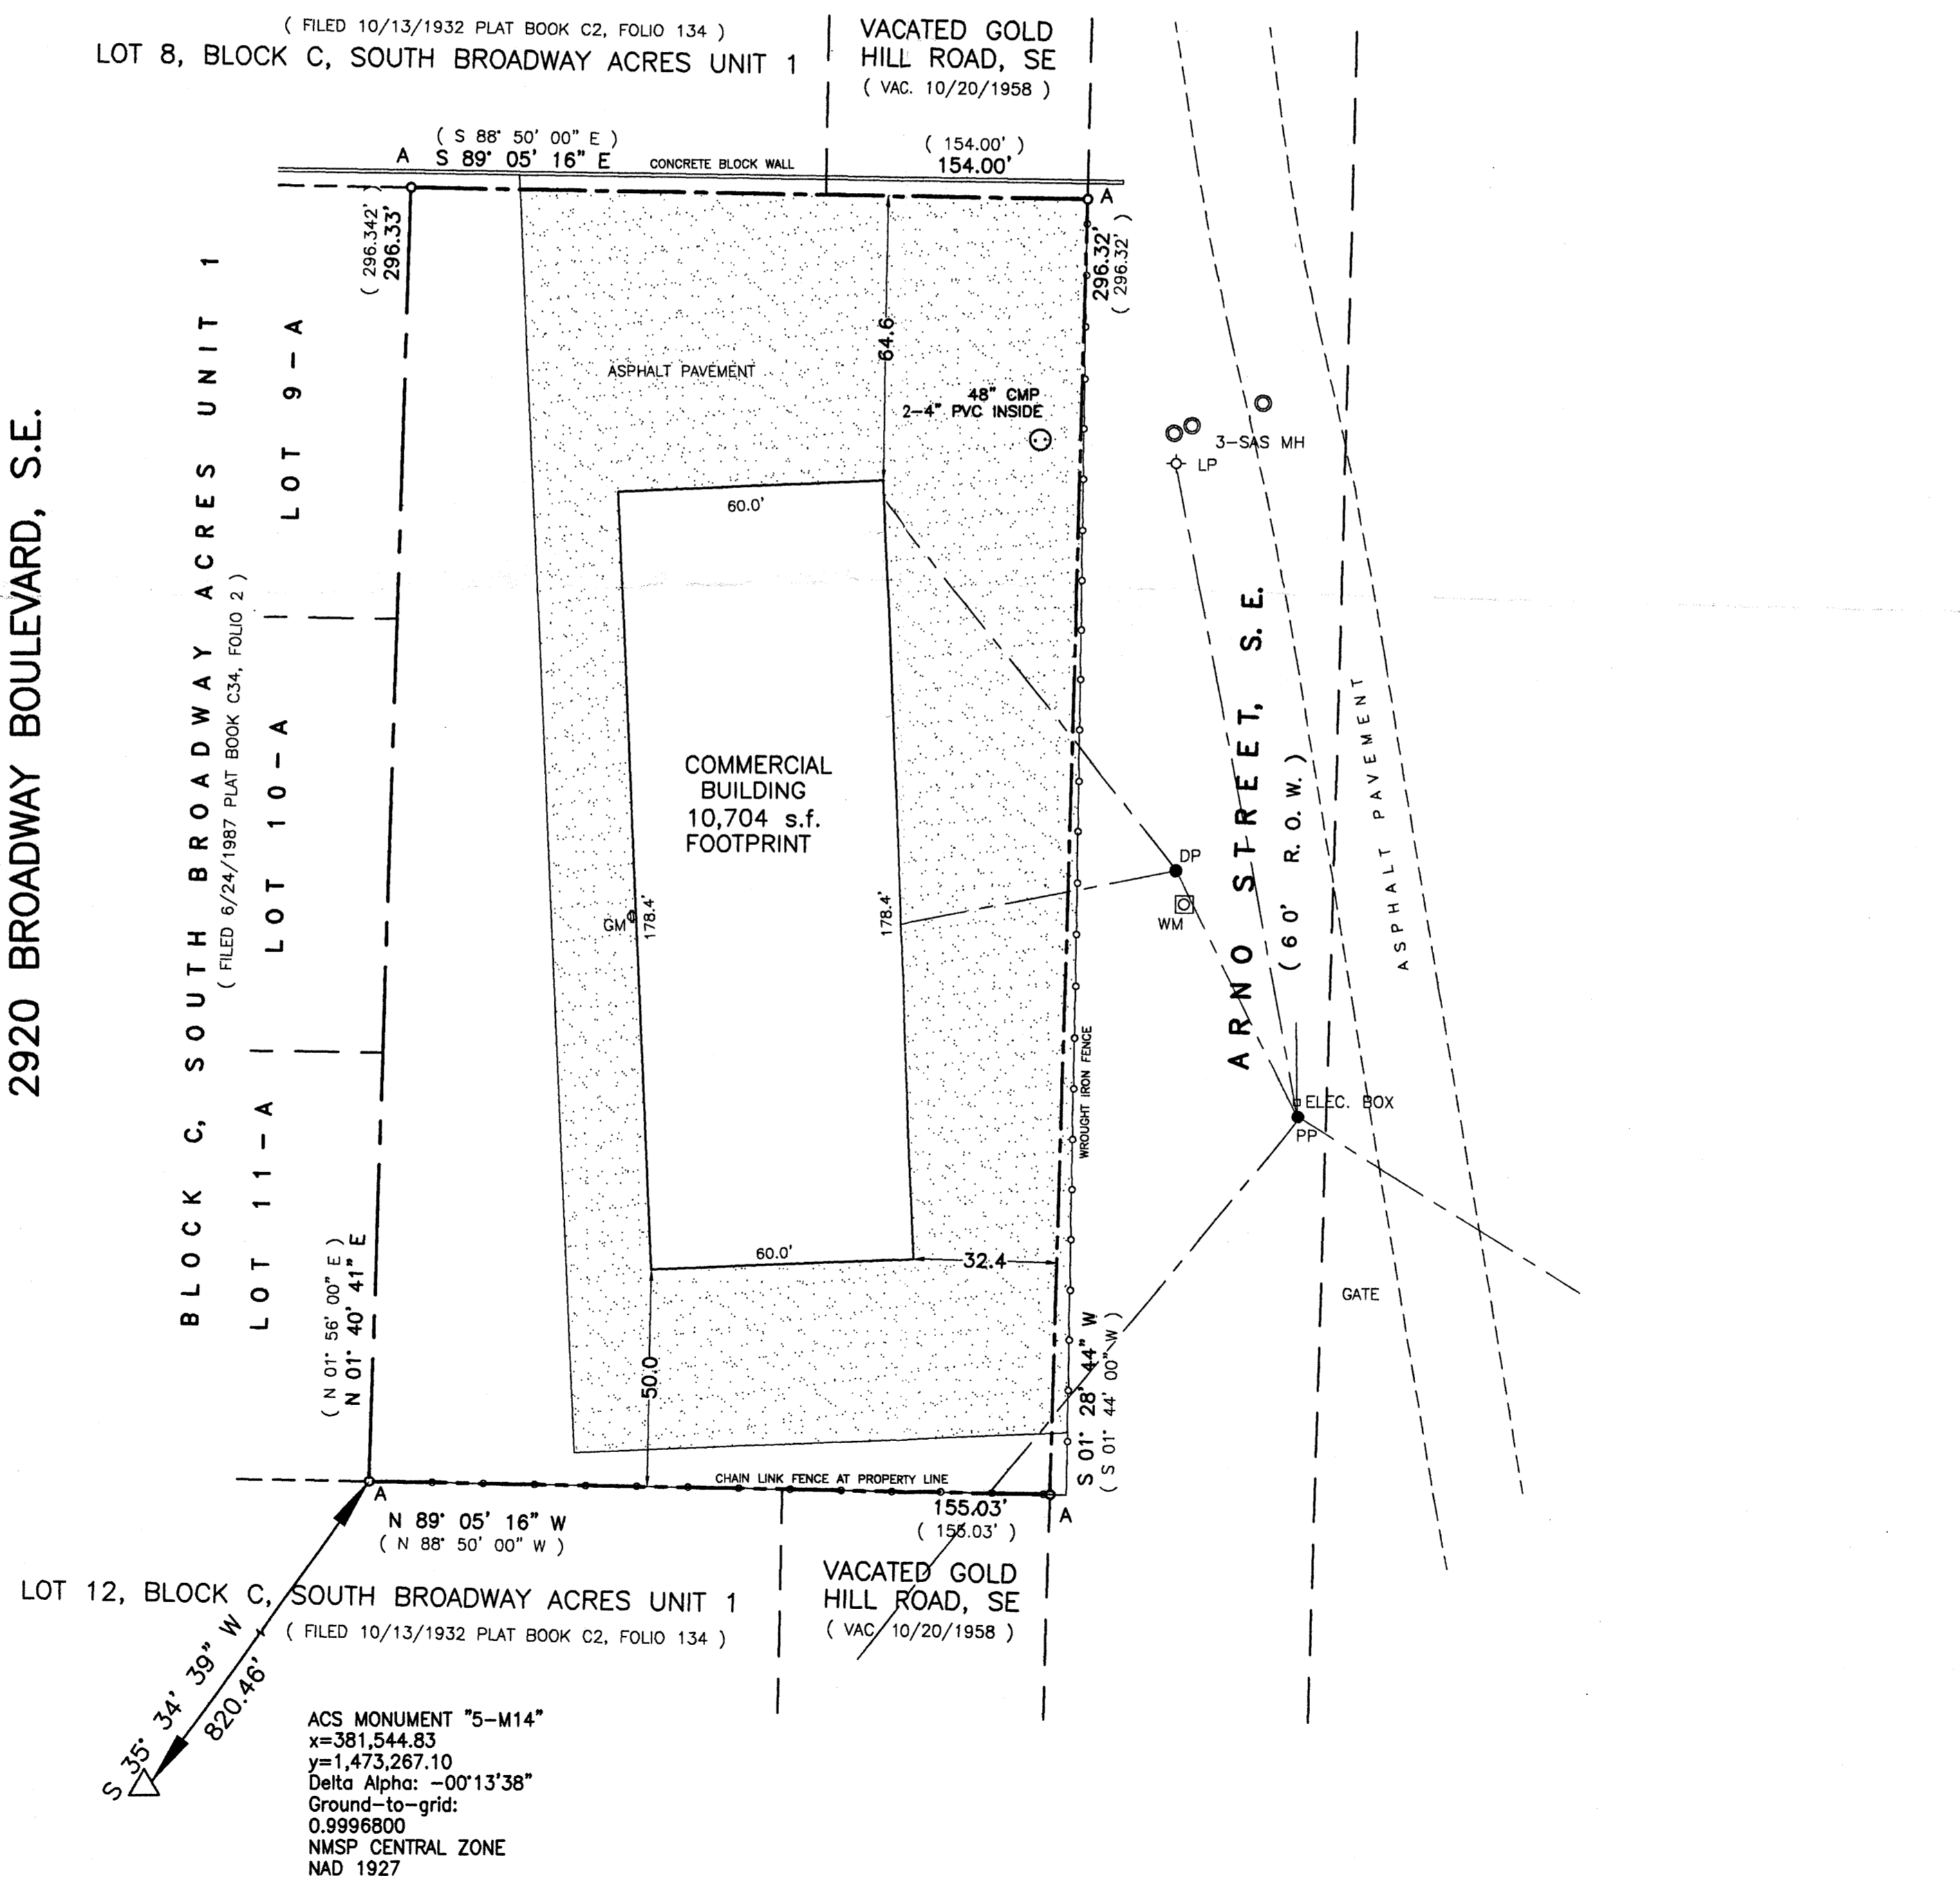 ( FILED 10/13/1932 PLAT BOOK C2, FOLIO 134 )
LOT 8, BLOCK C, SOUTH BROADWAY ACRES UNIT 1
VACATED GOLD
HILL ROAD, SE
( VAC. 10/20/1958 )
( S 88° 50' 00" E )
A
S 89° 05' 16" E
CONCRETE BLOCK WALL
( 154.00' )
154.00'
A
( 296.342' )
296.33'
296.32'
( 296.32' )
2920 BROADWAY BOULEVARD, S.E.
BLOCK C, SOUTH BROADWAY ACRES UNIT 1
( FILED 6/24/1987 PLAT BOOK C34, FOLIO 2 )
LOT 9-A
LOT 10-A
LOT 11-A
64.6
ASPHALT PAVEMENT
48" CMP
2-4" PVC INSIDE
3-SAS MH
LP
60.0'
COMMERCIAL
BUILDING
10,704 s.f.
FOOTPRINT
GM
178.4'
178.4'
DP
WM
ARNO STREET, S.E.
( 60' R.O.W. )
ASPHALT PAVEMENT
WROUGHT IRON FENCE
ELEC. BOX
PP
GATE
60.0'
32.4
50.0
( N 01° 56' 00" E )
N 01° 40' 41" E
S 01° 28' 44" W
( S 01° 44' 00" W )
CHAIN LINK FENCE AT PROPERTY LINE
A
N 89° 05' 16" W
( N 88° 50' 00" W )
155.03'
( 155.03' )
A
LOT 12, BLOCK C, SOUTH BROADWAY ACRES UNIT 1
( FILED 10/13/1932 PLAT BOOK C2, FOLIO 134 )
VACATED GOLD
HILL ROAD, SE
( VAC. 10/20/1958 )
S 35° 34' 39" W
820.46'
ACS MONUMENT "5-M14"
x=381,544.83
y=1,473,267.10
Delta Alpha: -00°13'38"
Ground-to-grid:
0.9996800
NMSP CENTRAL ZONE
NAD 1927